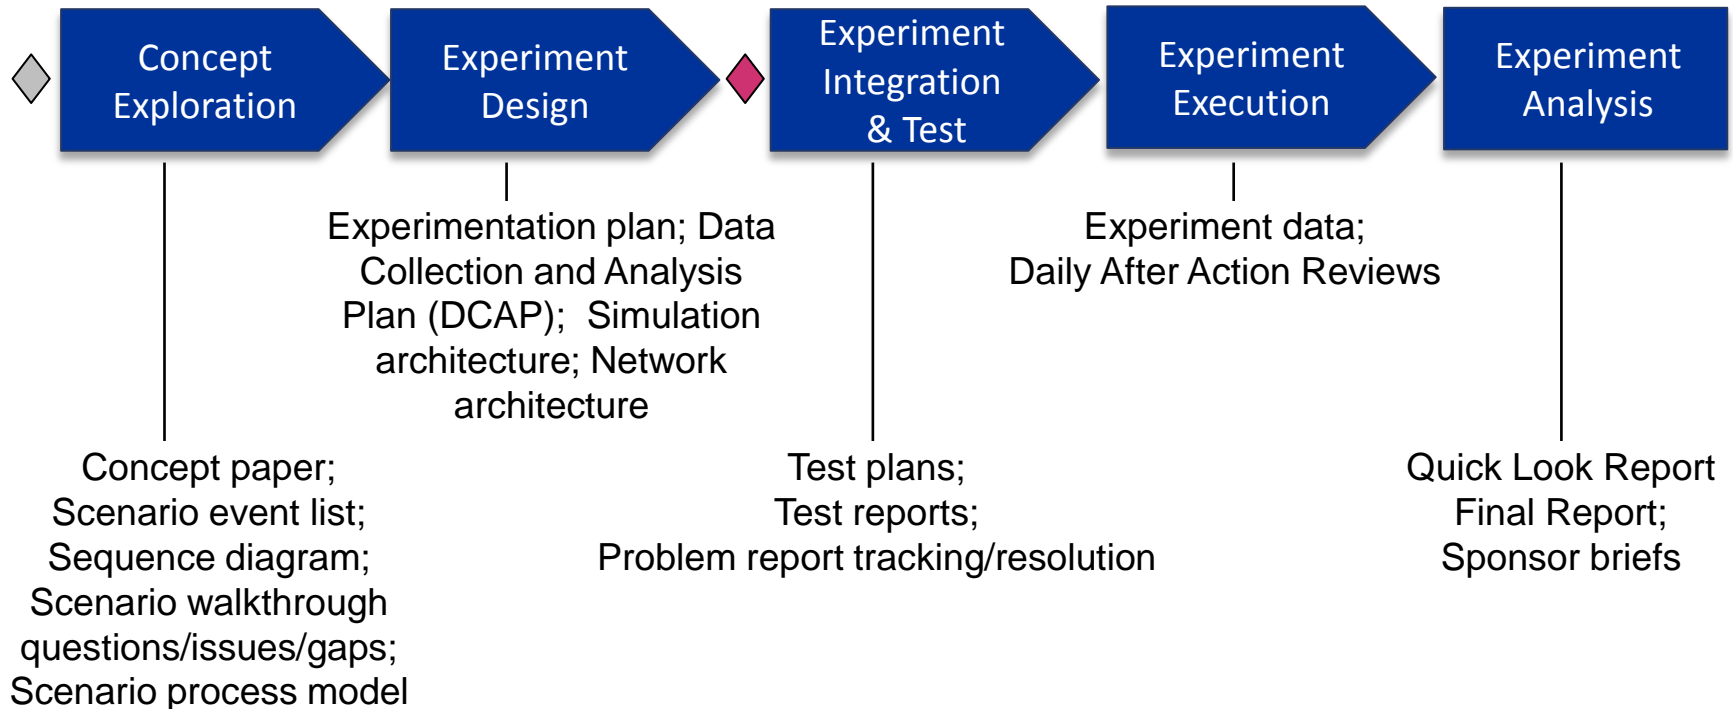 Concept
Exploration
Experiment
Design
Experiment
Integration
& Test
Experiment
Execution
Experiment
Analysis
Experimentation plan; Data
Collection and Analysis
Plan (DCAP);  Simulation
architecture; Network
architecture
Experiment data;
Daily After Action Reviews
Concept paper;
Scenario event list;
Sequence diagram;
Scenario walkthrough
questions/issues/gaps;
Scenario process model
Test plans;
Test reports;
Problem report tracking/resolution
Quick Look Report
Final Report;
Sponsor briefs